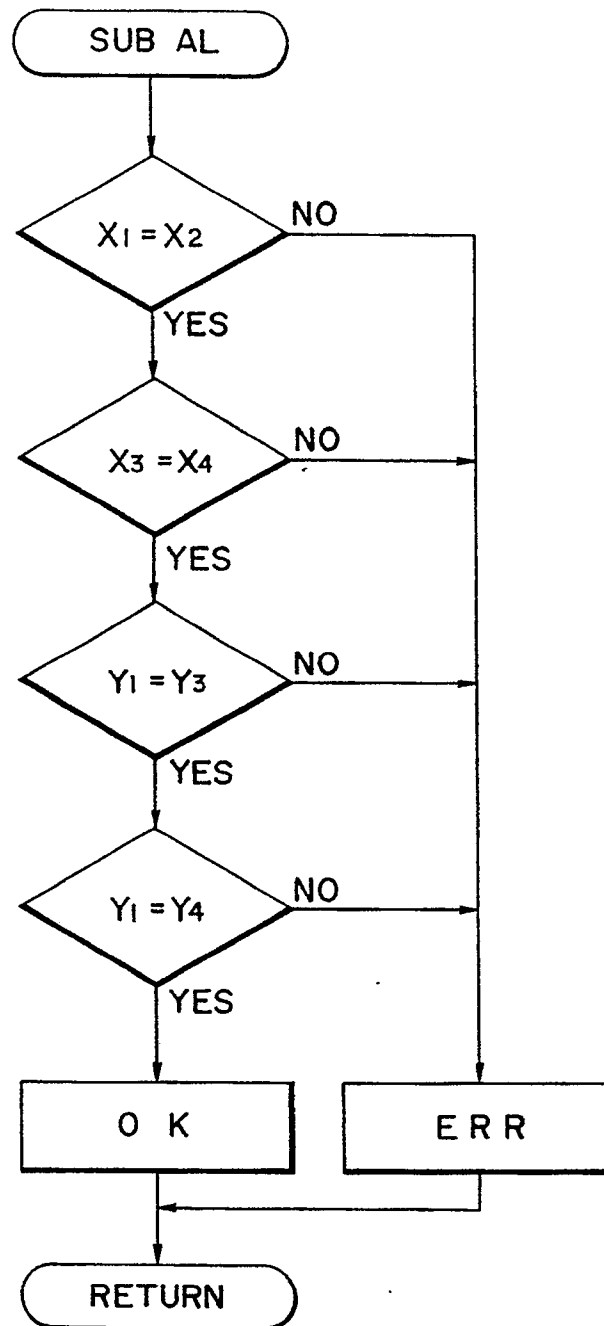 SUB AL
X1 = X2
NO
YES
X3 = X4
NO
YES
Y1 = Y3
NO
YES
Y1 = Y4
NO
YES
O K
E R R
RETURN